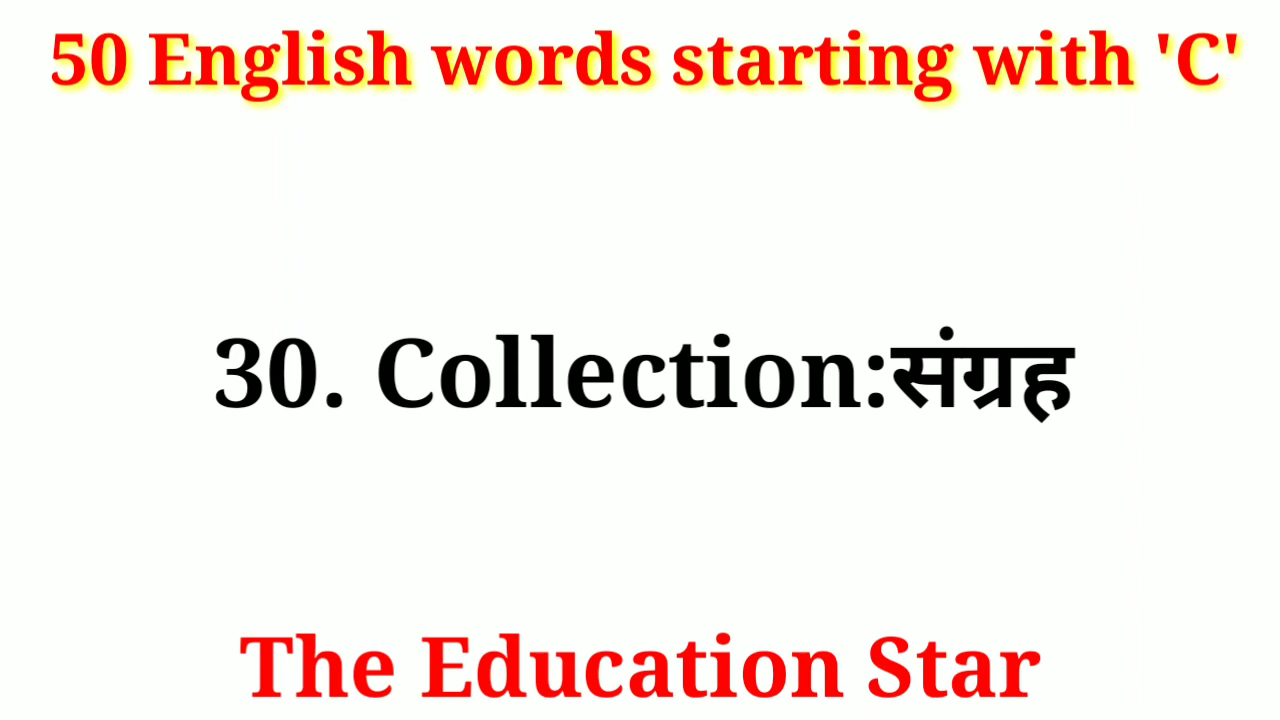 50 English words starting with 'C'
30. Collection:संग्रह
The Education Star